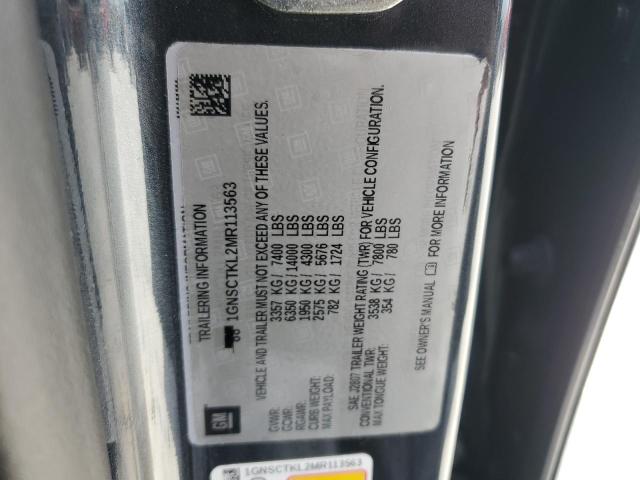 TRAILERING INFORMATION
1GNSCTKL2MR113563
VEHICLE AND TRAILER MUST NOT EXCEED ANY OF THESE VALUES.
GVWR: 3357 KG / 7400 LBS
GCWR: 6350 KG / 14000 LBS
RGAWR: 1950 KG / 4300 LBS
CURB WEIGHT: 2575 KG / 5676 LBS
MAX PAYLOAD: 782 KG / 1724 LBS
SAE J2807 TRAILER WEIGHT RATING (TWR) FOR VEHICLE CONFIGURATION.
CONVENTIONAL TWR: 3538 KG / 7800 LBS
MAX TONGUE WEIGHT: 354 KG / 780 LBS
SEE OWNER'S MANUAL FOR MORE INFORMATION
GM
1GNSCTKL2MR113563